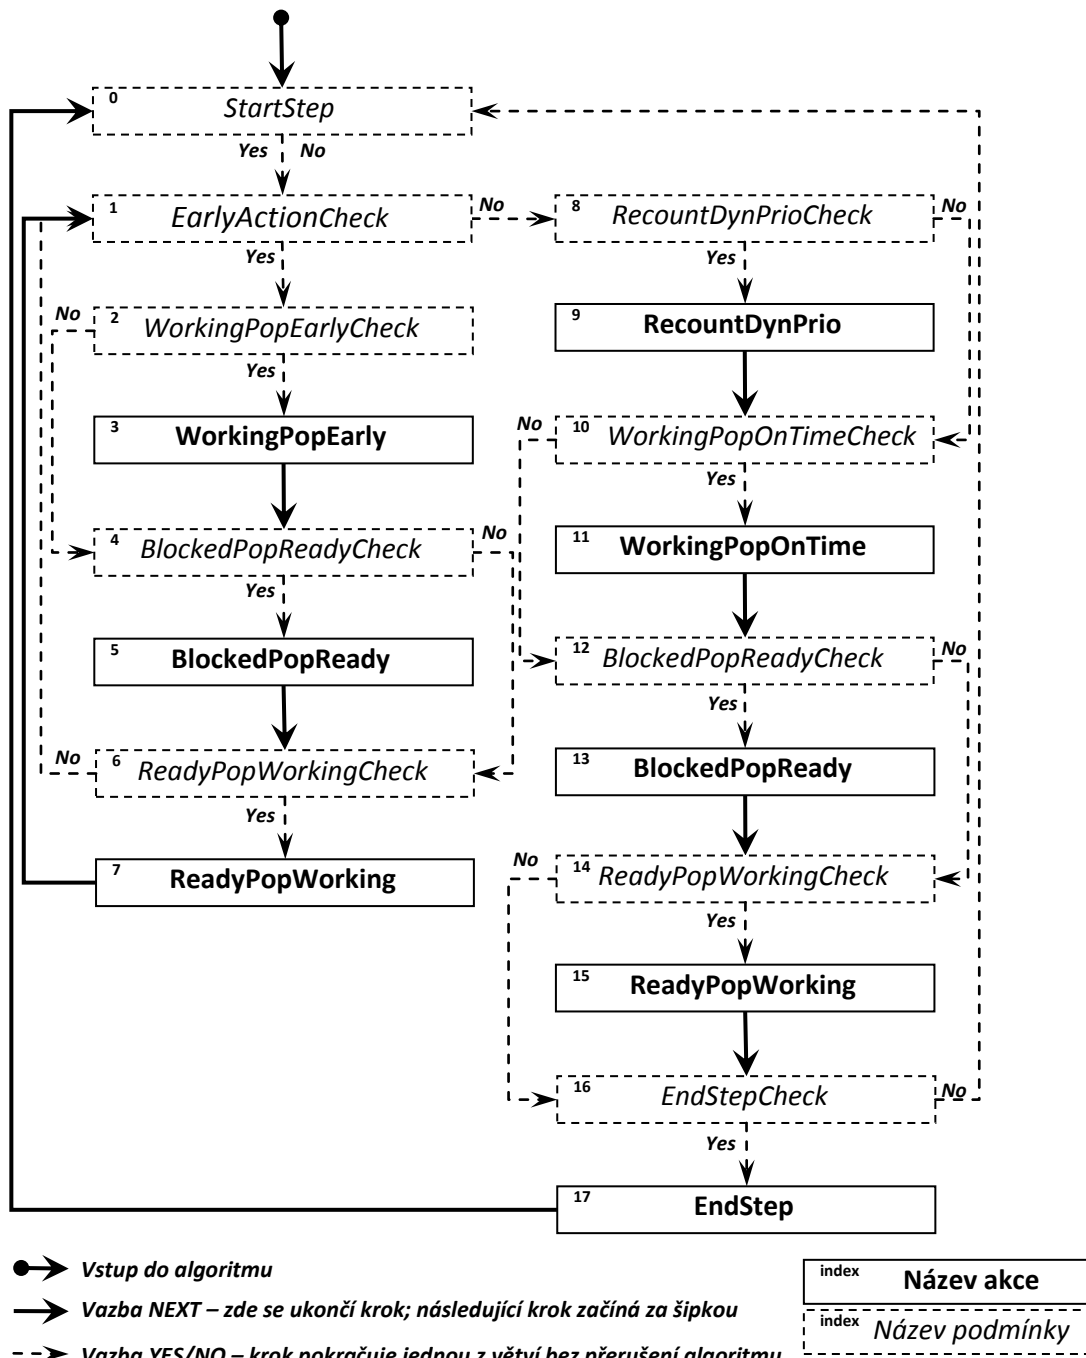 0 StartStep
Yes No
1 EarlyActionCheck
No
8 RecountDynPrioCheck
No
Yes
Yes
No
2 WorkingPopEarlyCheck
9 RecountDynPrio
Yes
3 WorkingPopEarly
No
10 WorkingPopOnTimeCheck
Yes
4 BlockedPopReadyCheck
No
11 WorkingPopOnTime
Yes
5 BlockedPopReady
12 BlockedPopReadyCheck
No
Yes
No
6 ReadyPopWorkingCheck
13 BlockedPopReady
Yes
7 ReadyPopWorking
No
14 ReadyPopWorkingCheck
Yes
15 ReadyPopWorking
16 EndStepCheck
No
Yes
17 EndStep
Vstup do algoritmu
Vazba NEXT – zde se ukončí krok; následující krok začíná za šipkou
Vazba YES/NO – krok pokračuje jednou z větví bez přerušení algoritmu
index Název akce
index Název podmínky